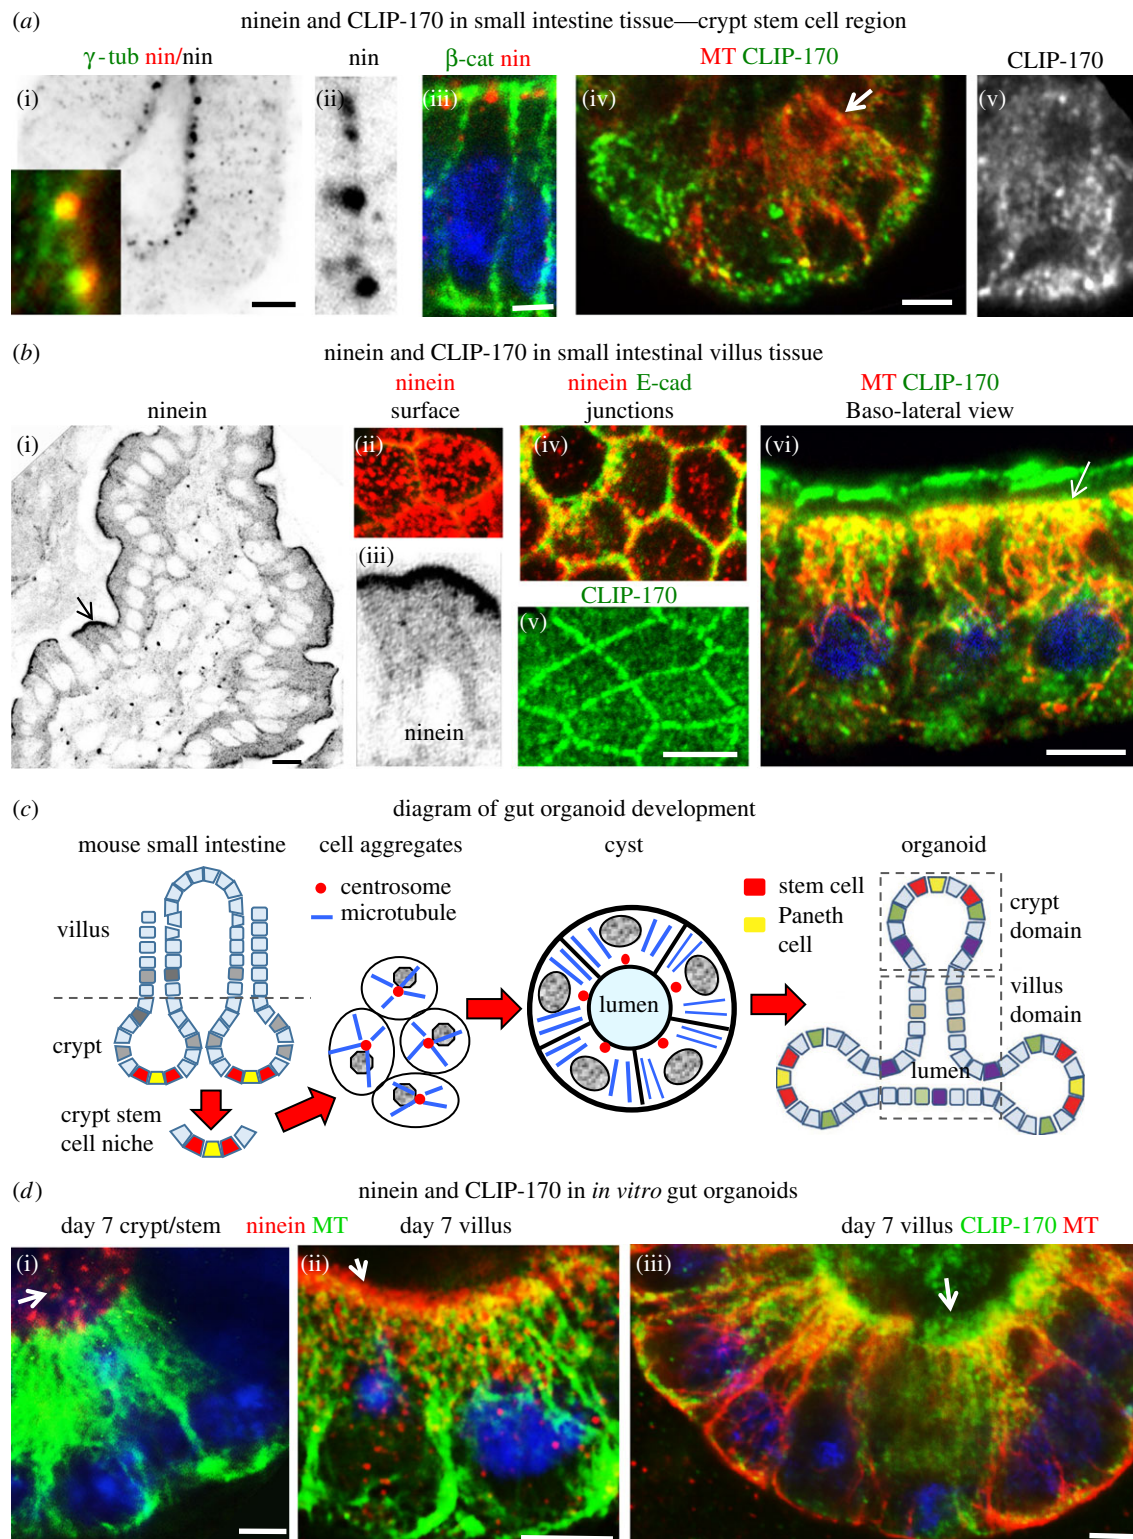 (a) ninein and CLIP-170 in small intestine tissue—crypt stem cell region
γ-tub nin/nin
nin
β-cat nin
MT CLIP-170
CLIP-170
(i)
(ii)
(iii)
(iv)
(v)
(b) ninein and CLIP-170 in small intestinal villus tissue
ninein
ninein
surface
ninein E-cad
junctions
MT CLIP-170
Baso-lateral view
(i)
(ii)
(iii)
ninein
(iv)
CLIP-170
(v)
(vi)
(c) diagram of gut organoid development
mouse small intestine
villus
crypt
crypt stem
cell niche
cell aggregates
centrosome
microtubule
cyst
lumen
organoid
stem cell
Paneth
cell
crypt
domain
villus
domain
lumen
(d) ninein and CLIP-170 in in vitro gut organoids
day 7 crypt/stem ninein MT day 7 villus
day 7 villus CLIP-170 MT
(i)
(ii)
(iii)